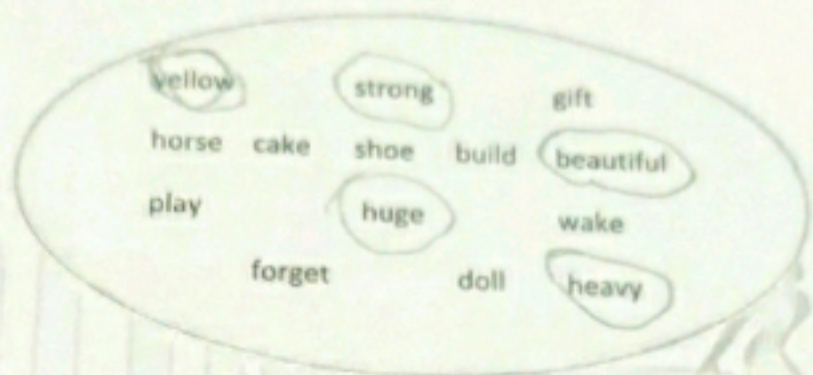 yellow strong gift
horse cake shoe build beautiful
play huge wake
forget doll heavy